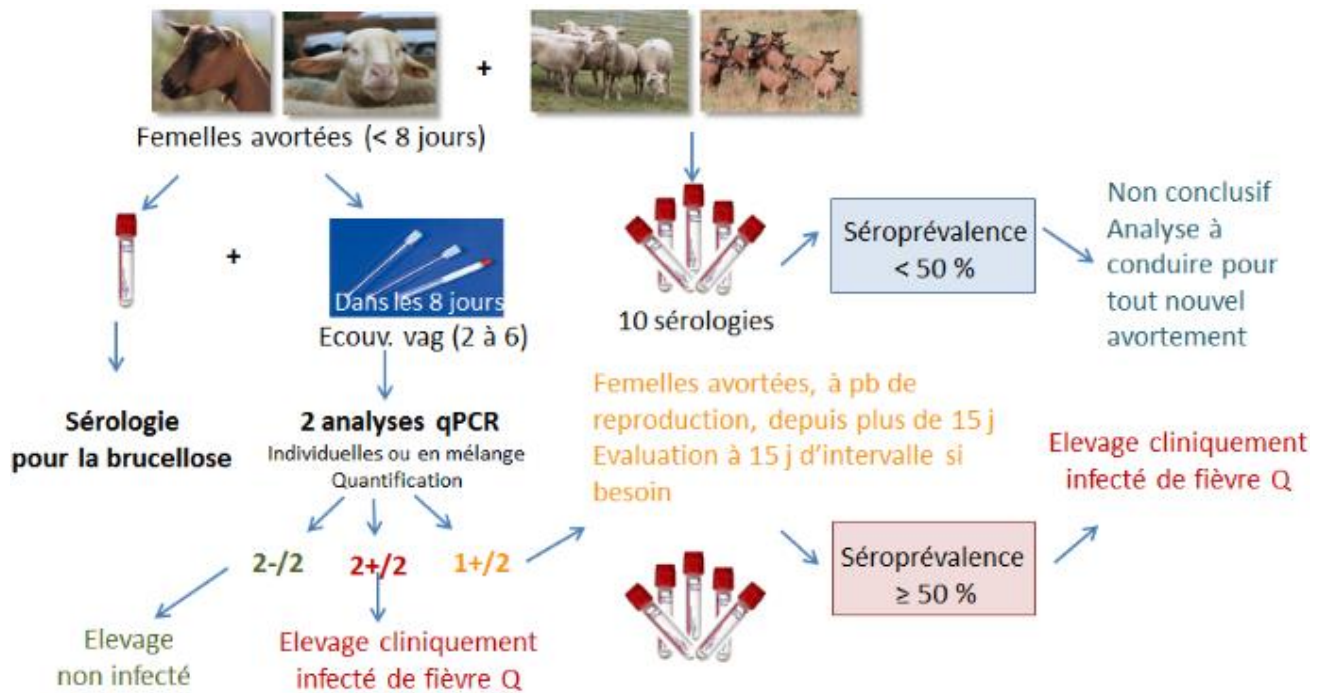 +
Femelles avortées (< 8 jours)
+
Dans les 8 jours
Ecouv. vag (2 à 6)
10 sérologies
Séroprévalence
< 50 %
Non conclusif
Analyse à
conduire pour
tout nouvel
avortement
Sérologie
pour la brucellose
2 analyses qPCR
Individuelles ou en mélange
Quantification
Femelles avortées, à pb de
reproduction, depuis plus de 15 j
Evaluation à 15 j d'intervalle si
besoin
Elevage cliniquement
infecté de fièvre Q
2-/2
2+/2
1+/2
Séroprévalence
≥ 50 %
Elevage
non infecté
Elevage cliniquement
infecté de fièvre Q